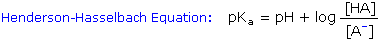 Henderson-Hasselbach Equation: pKₐ = pH + log [HA] / [A⁻]